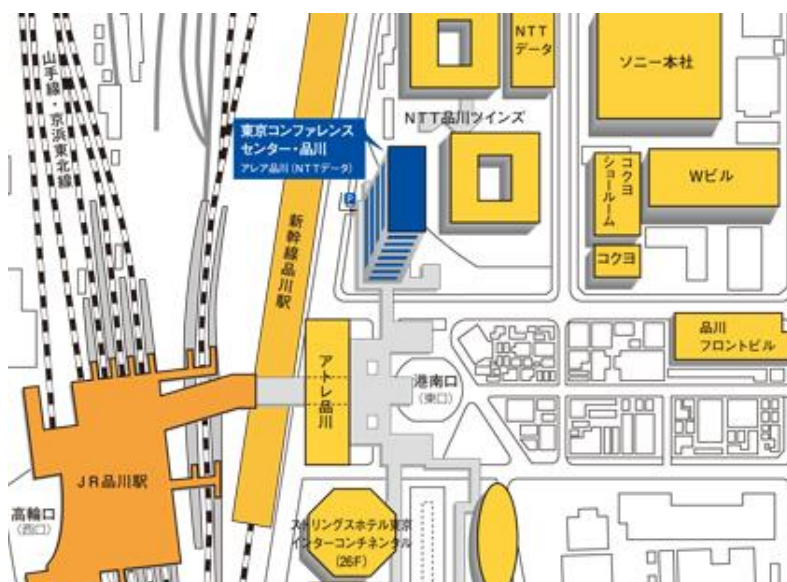 NTT
データ
ソニー本社
山手線・京浜東北線
NTT品川ツインズ
東京コンファレンス
センター・品川
アレア品川(NTTデータ)
P
コクヨ
ショールーム
Wビル
コクヨ
新幹線品川駅
品川
フロントビル
アトレ品川
港南口
(東口)
JR品川駅
高輪口
(西口)
ストリングスホテル東京
インターコンチネンタル
(26F)